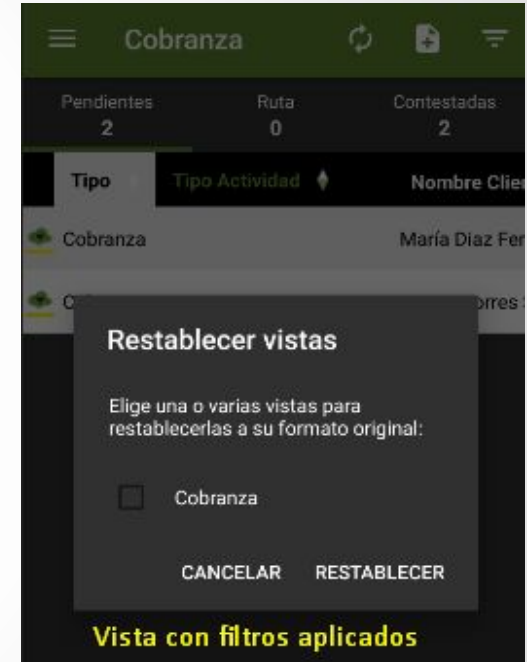 Cobranza
Pendientes Ruta Contestadas
2 0 2
Tipo Tipo Actividad Nombre Clie
Cobranza María Diaz Fer
Restablecer vistas
Elige una o varias vistas para
restablecerlas a su formato original:
Cobranza
CANCELAR RESTABLECER
Vista con filtros aplicados